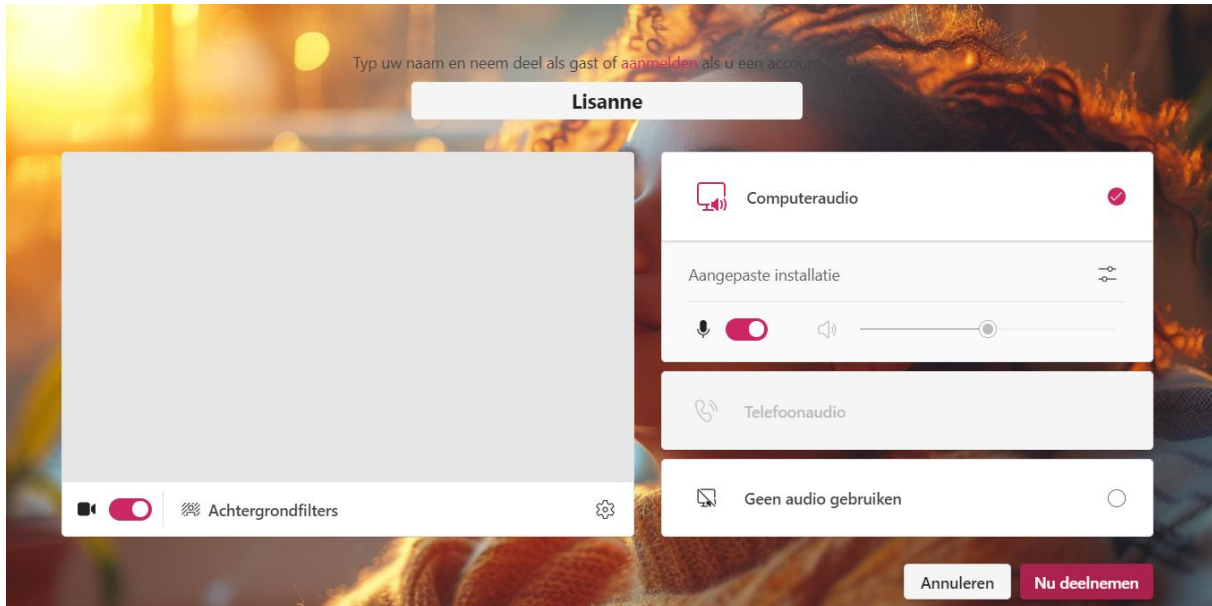 Typ uw naam en neem deel als gast of aanmelden als u een account
Lisanne
Computeraudio
Aangepaste installatie
Telefoonaudio
Achtergrondfilters
Geen audio gebruiken
Annuleren
Nu deelnemen